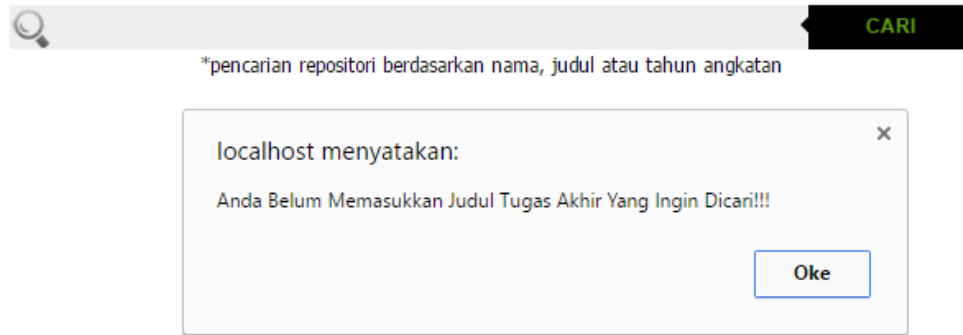 CARI
*pencarian repositori berdasarkan nama, judul atau tahun angkatan
localhost menyatakan:
Anda Belum Memasukkan Judul Tugas Akhir Yang Ingin Dicari!!!
Oke